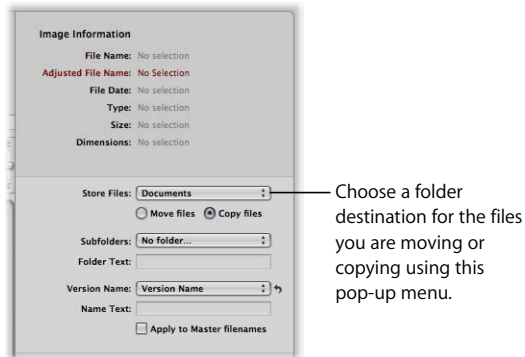 Image Information
File Name: No selection
Adjusted File Name: No Selection
File Date: No selection
Type: No selection
Size: No selection
Dimensions: No selection
Store Files: Documents
Move files Copy files
Subfolders: No folder...
Folder Text:
Version Name: Version Name
Name Text:
Apply to Master filenames
Choose a folder
destination for the files
you are moving or
copying using this
pop-up menu.